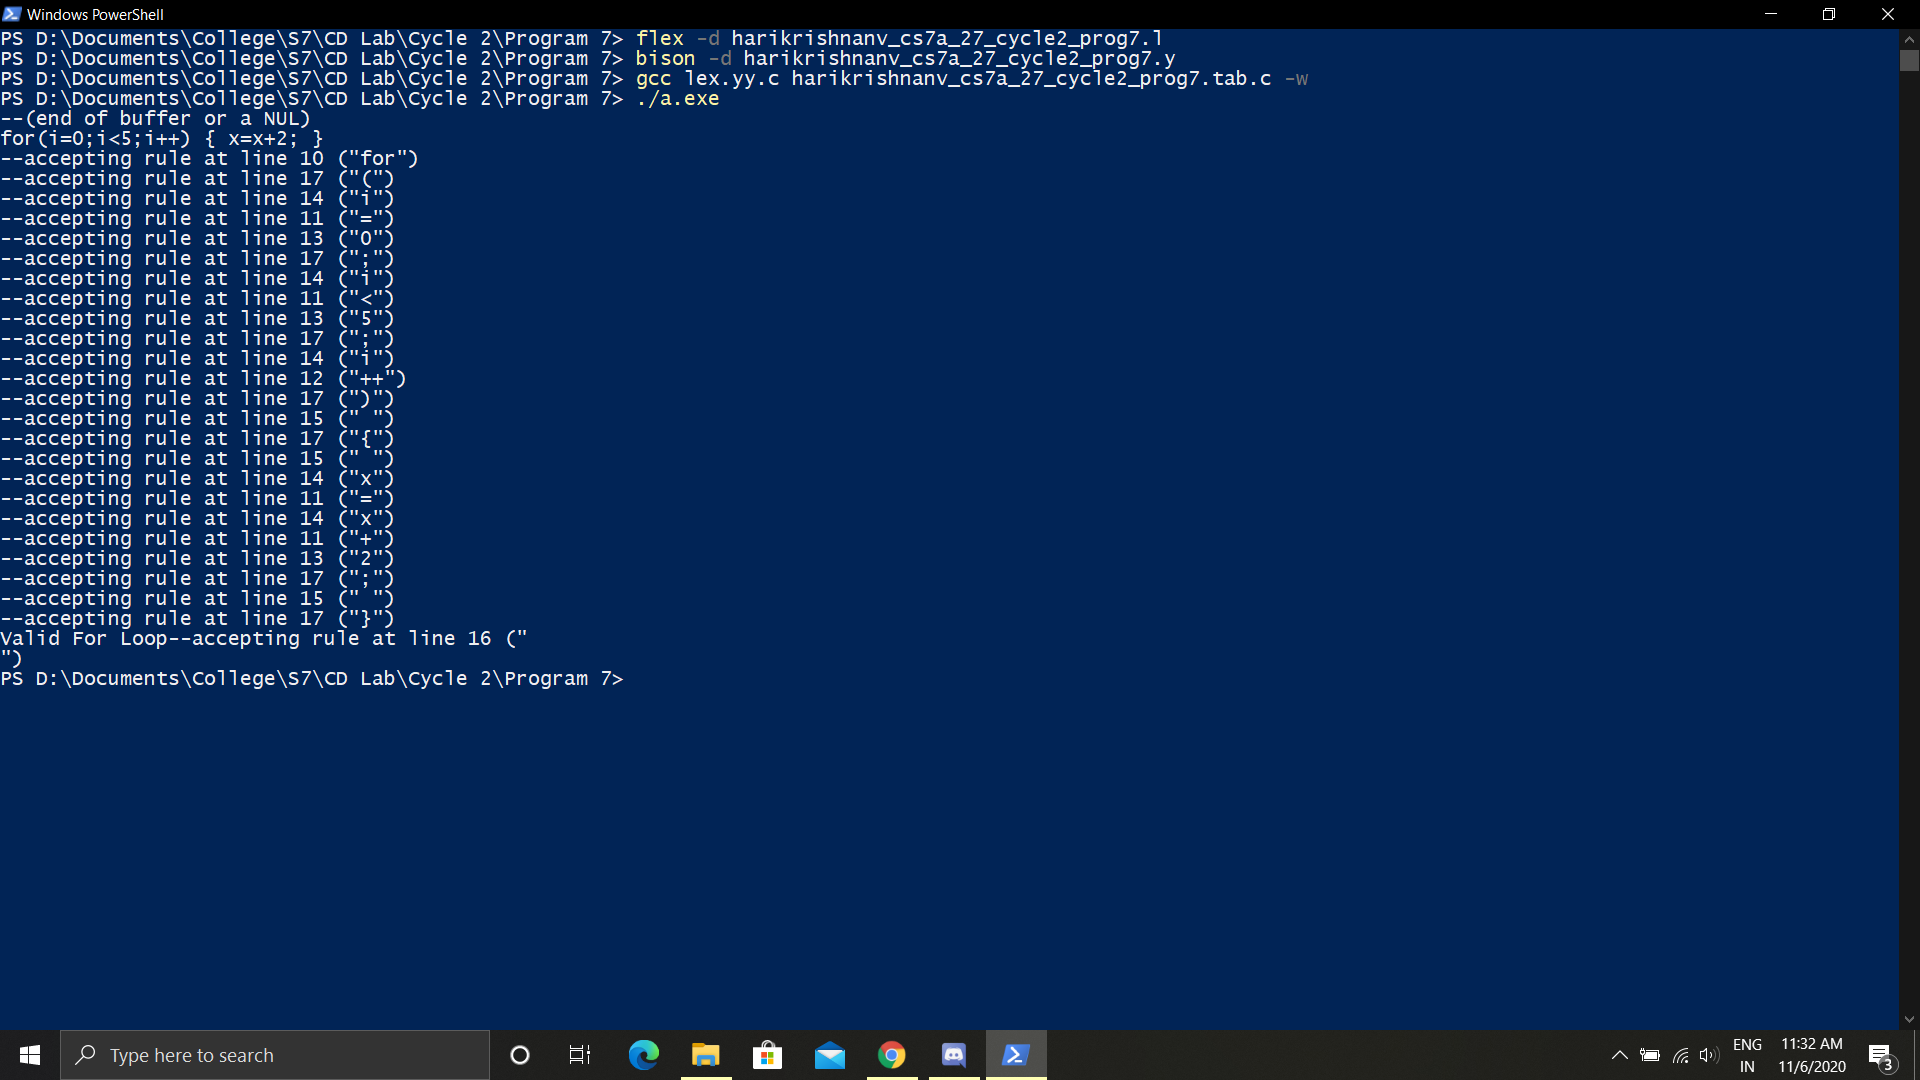 Windows PowerShell
PS D:\Documents\College\S7\CD Lab\Cycle 2\Program 7> flex -d harikrishnanv_cs7a_27_cycle2_prog7.l
PS D:\Documents\College\S7\CD Lab\Cycle 2\Program 7> bison -d harikrishnanv_cs7a_27_cycle2_prog7.y
PS D:\Documents\College\S7\CD Lab\Cycle 2\Program 7> gcc lex.yy.c harikrishnanv_cs7a_27_cycle2_prog7.tab.c -w
PS D:\Documents\College\S7\CD Lab\Cycle 2\Program 7> ./a.exe
--(end of buffer or a NUL)
for(i=0;i<5;i++) { x=x+2; }
--accepting rule at line 10 ("for")
--accepting rule at line 17 ("(")
--accepting rule at line 14 ("i")
--accepting rule at line 11 ("=")
--accepting rule at line 13 ("0")
--accepting rule at line 17 (";")
--accepting rule at line 14 ("i")
--accepting rule at line 11 ("<")
--accepting rule at line 13 ("5")
--accepting rule at line 17 (";")
--accepting rule at line 14 ("i")
--accepting rule at line 12 ("++")
--accepting rule at line 17 (")")
--accepting rule at line 15 (" ")
--accepting rule at line 17 ("{")
--accepting rule at line 15 (" ")
--accepting rule at line 14 ("x")
--accepting rule at line 11 ("=")
--accepting rule at line 14 ("x")
--accepting rule at line 11 ("+")
--accepting rule at line 13 ("2")
--accepting rule at line 17 (";")
--accepting rule at line 15 (" ")
--accepting rule at line 17 ("}")
Valid For Loop--accepting rule at line 16 ("
")
PS D:\Documents\College\S7\CD Lab\Cycle 2\Program 7>
Type here to search
ENG
IN
11:32 AM
11/6/2020
3